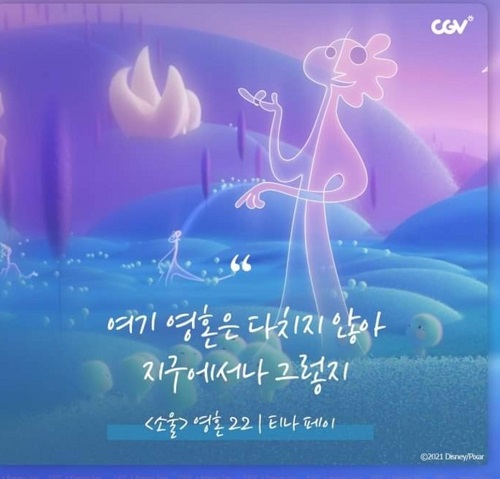 CGV
“
여기 영혼은 다치지 않아
지구에서나 그렇지
<소울> 영혼 22 | 티나 페이
©2021 Disney/Pixar